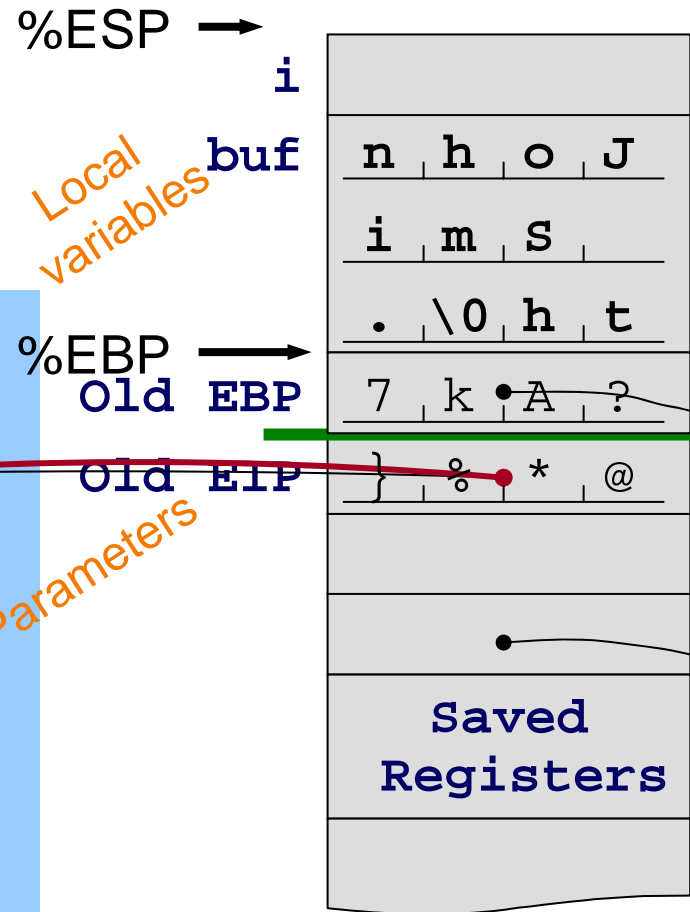 %ESP
i
buf n h o J
Local
variables
i m S
. \0 h t
%EBP
Old EBP 7 k A ?
Old EIP } % * @
Parameters
Saved
Registers